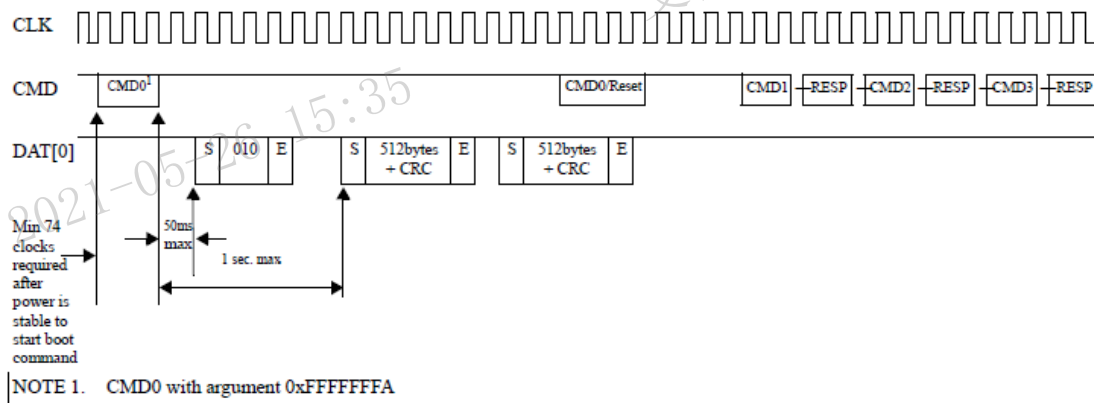 CLK
CMD
CMD0¹
CMD0/Reset
CMD1
RESP
CMD2
RESP
CMD3
RESP
DAT[0]
S
010
E
S
512bytes
+ CRC
E
S
512bytes
+ CRC
E
2021-05-26 15:35
Min 74
clocks
required
after
power is
stable to
start boot
command
50ms
max
1 sec. max
NOTE 1. CMD0 with argument 0xFFFFFFFA